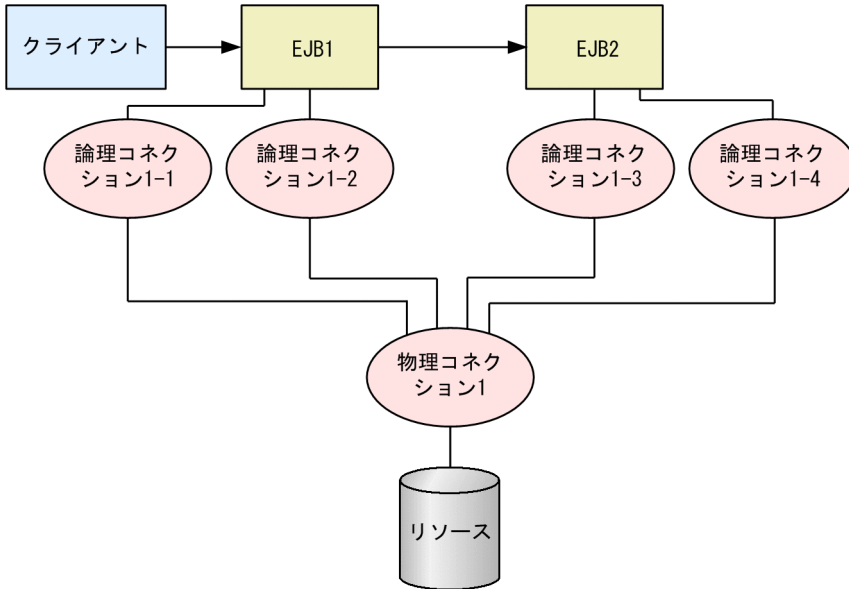 クライアント
EJB1
EJB2
論理コネク
ション1-1
論理コネク
ション1-2
論理コネク
ション1-3
論理コネク
ション1-4
物理コネク
ション1
リソース